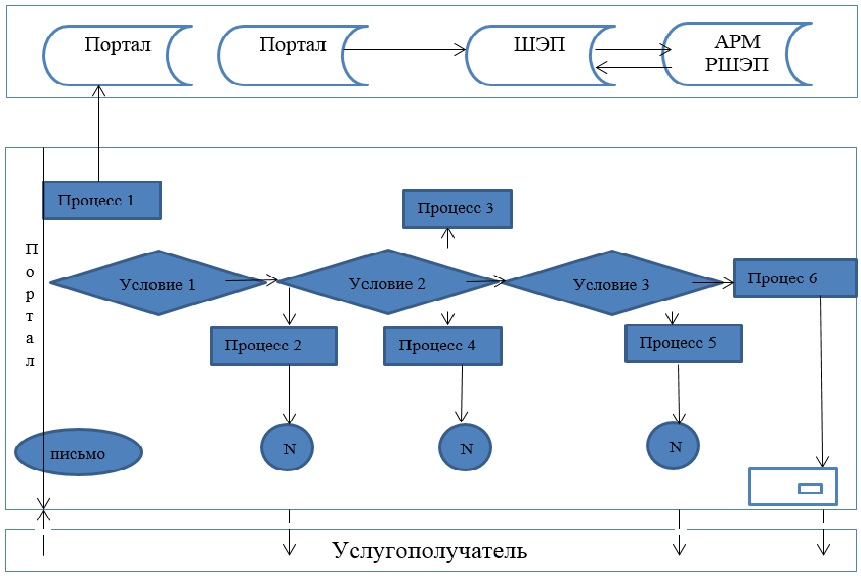 Портал
Портал
ШЭП
АРМ
РШЭП
Процесс 1
Процесс 3
Портал
Условие 1
Условие 2
Условие 3
Процес 6
Процесс 2
Процесс 4
Процесс 5
письмо
N
N
N
Услугополучатель